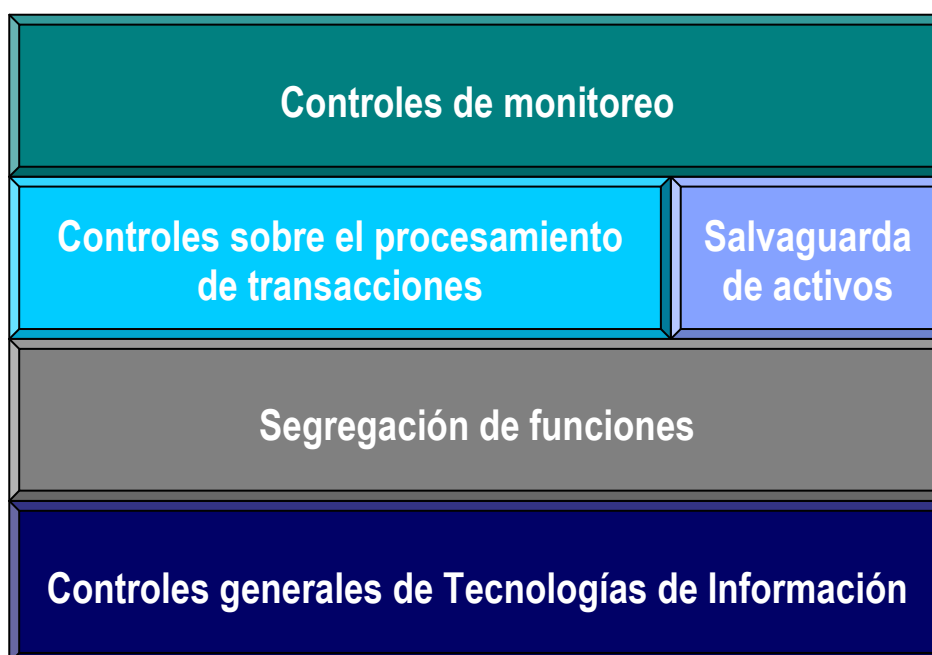 Controles de monitoreo
Controles sobre el procesamiento
de transacciones
Salvaguarda
de activos
Segregación de funciones
Controles generales de Tecnologías de Información